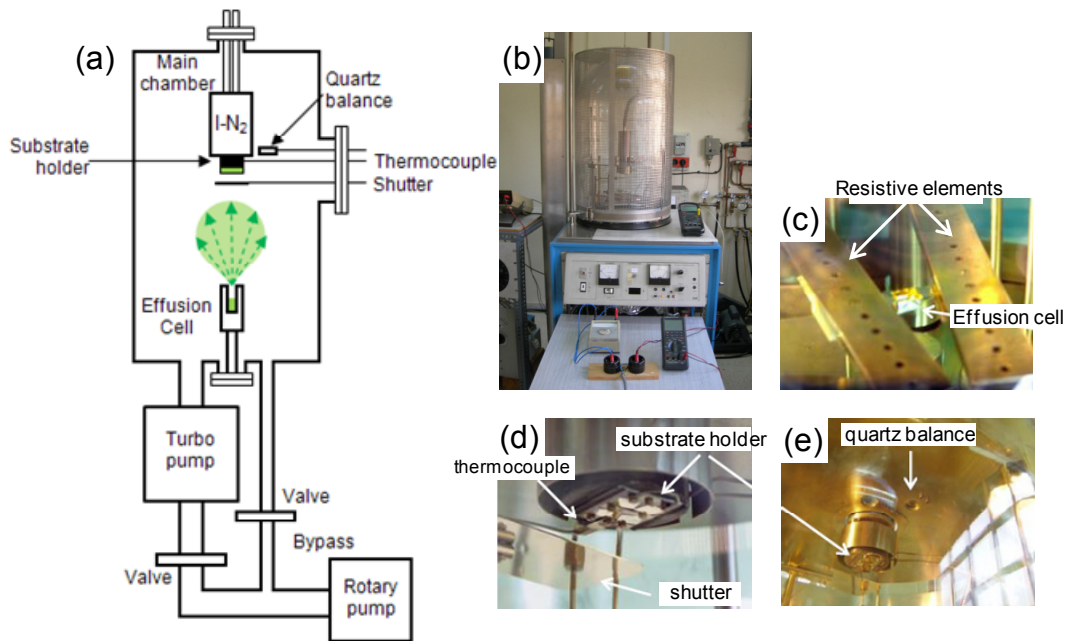 (a)
Main
chamber
Quartz
balance
l-N2
Substrate
holder
Thermocouple
Shutter
Effusion
Cell
Turbo
pump
Valve
Bypass
Valve
Rotary
pump
(b)
(c)
Resistive elements
Effusion cell
(d)
substrate holder
thermocouple
shutter
(e)
quartz balance